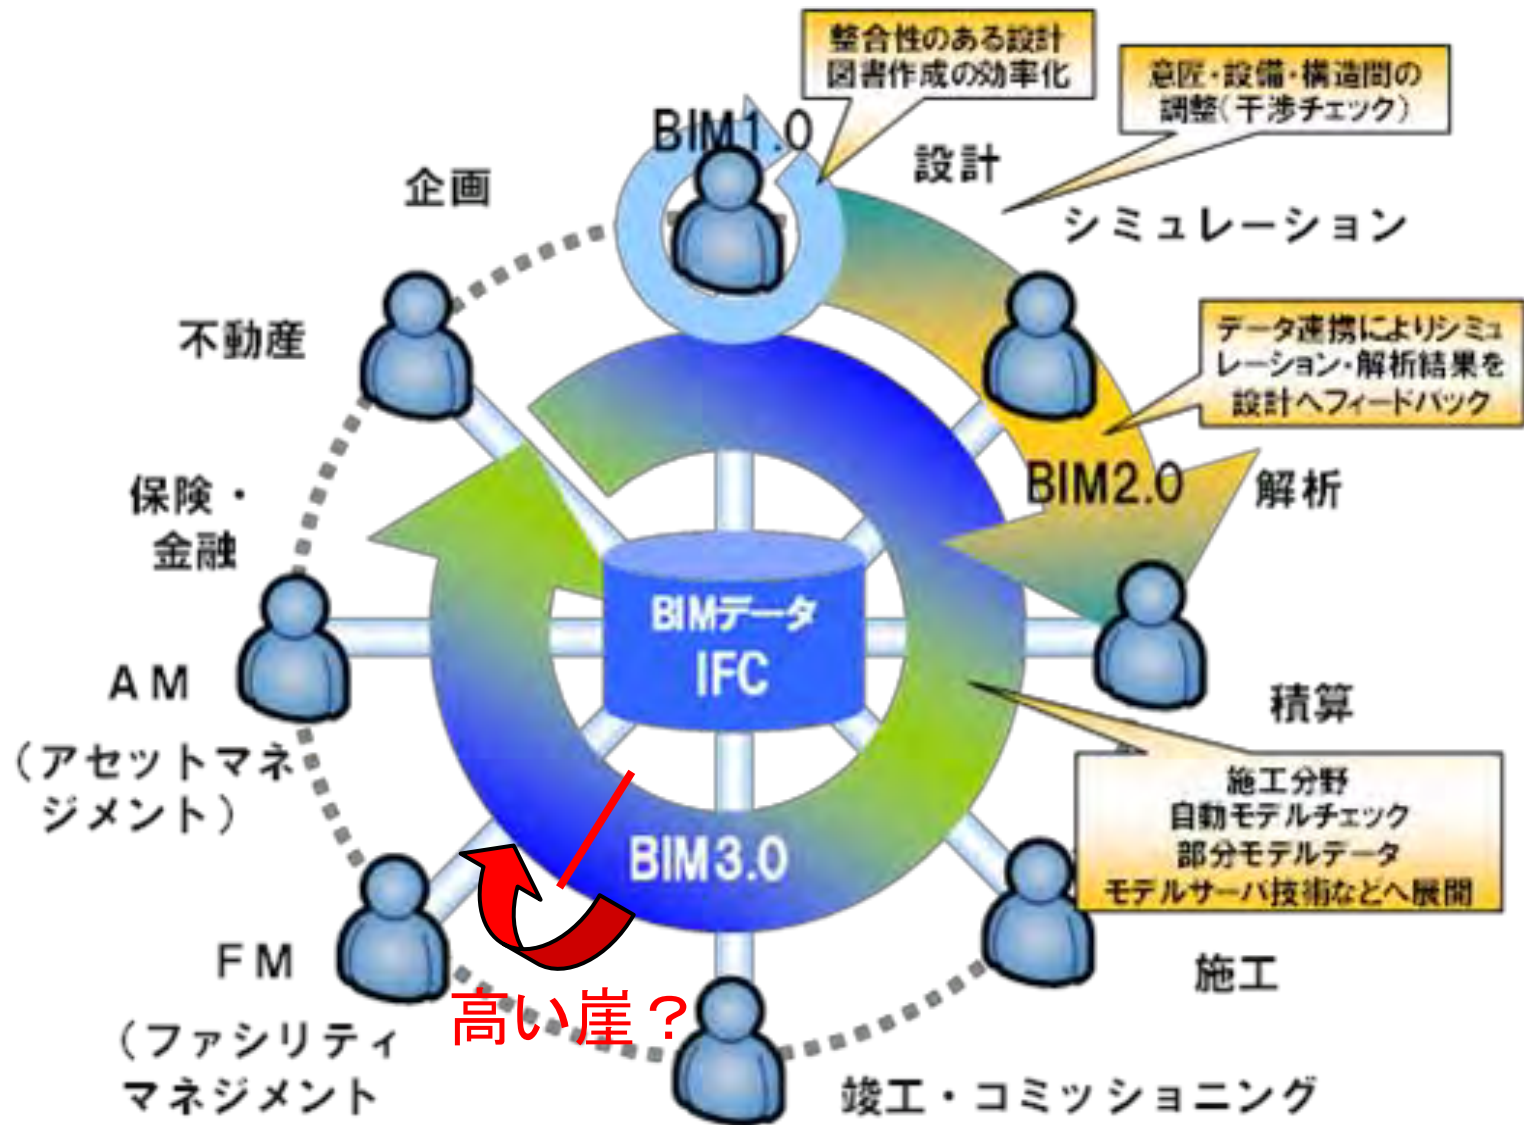 整合性のある設計
図書作成の効率化
意匠・設備・構造間の
調整(干渉チェック)
BIM1.0
設計
企画
シミュレーション
不動産
データ連携によりシミュ
レーション・解析結果を
設計へフィードバック
BIM2.0
解析
保険・
金融
BIMデータ
IFC
AM
(アセットマネ
ジメント)
積算
施工分野
自動モデルチェック
部分モデルデータ
モデルサーバ技術などへ展開
BIM3.0
FM
(ファシリティ
マネジメント
高い崖？
施工
竣工・コミッショニング